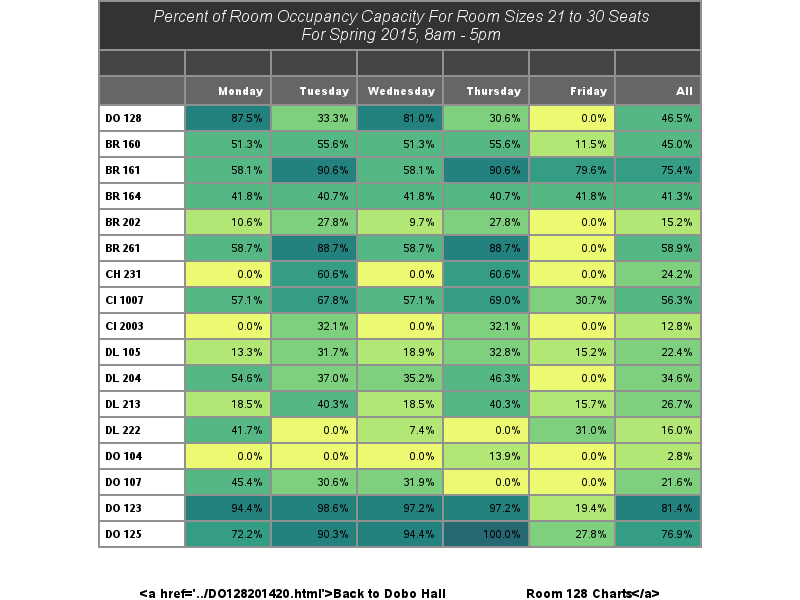 Percent of Room Occupancy Capacity For Room Sizes 21 to 30 Seats
For Spring 2015, 8am - 5pm
Monday Tuesday Wednesday Thursday Friday All
DO 128 87.5% 33.3% 81.0% 30.6% 0.0% 46.5%
BR 160 51.3% 55.6% 51.3% 55.6% 11.5% 45.0%
BR 161 58.1% 90.6% 58.1% 90.6% 79.6% 75.4%
BR 164 41.8% 40.7% 41.8% 40.7% 41.8% 41.3%
BR 202 10.6% 27.8% 9.7% 27.8% 0.0% 15.2%
BR 261 58.7% 88.7% 58.7% 88.7% 0.0% 58.9%
CH 231 0.0% 60.6% 0.0% 60.6% 0.0% 24.2%
CI 1007 57.1% 67.8% 57.1% 69.0% 30.7% 56.3%
CI 2003 0.0% 32.1% 0.0% 32.1% 0.0% 12.8%
DL 105 13.3% 31.7% 18.9% 32.8% 15.2% 22.4%
DL 204 54.6% 37.0% 35.2% 46.3% 0.0% 34.6%
DL 213 18.5% 40.3% 18.5% 40.3% 15.7% 26.7%
DL 222 41.7% 0.0% 7.4% 0.0% 31.0% 16.0%
DO 104 0.0% 0.0% 0.0% 13.9% 0.0% 2.8%
DO 107 45.4% 30.6% 31.9% 0.0% 0.0% 21.6%
DO 123 94.4% 98.6% 97.2% 97.2% 19.4% 81.4%
DO 125 72.2% 90.3% 94.4% 100.0% 27.8% 76.9%
<a href='../DO128201420.html'>Back to Dobo Hall Room 128 Charts</a>